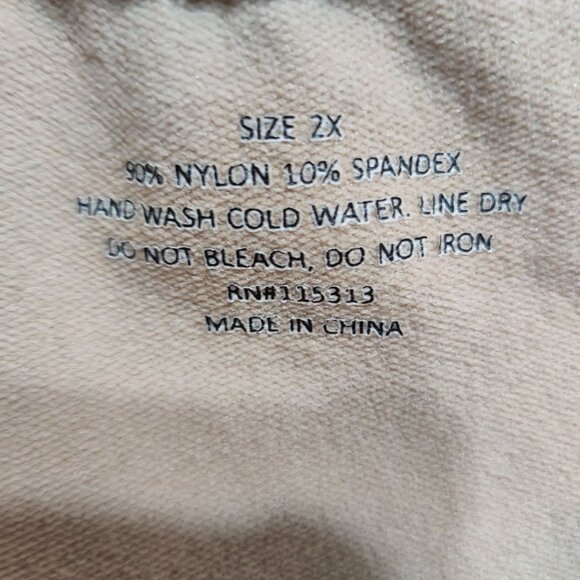 SIZE 2X
90% NYLON 10% SPANDEX
HAND WASH COLD WATER. LINE DRY
DO NOT BLEACH, DO NOT IRON
RN#115313
MADE IN CHINA